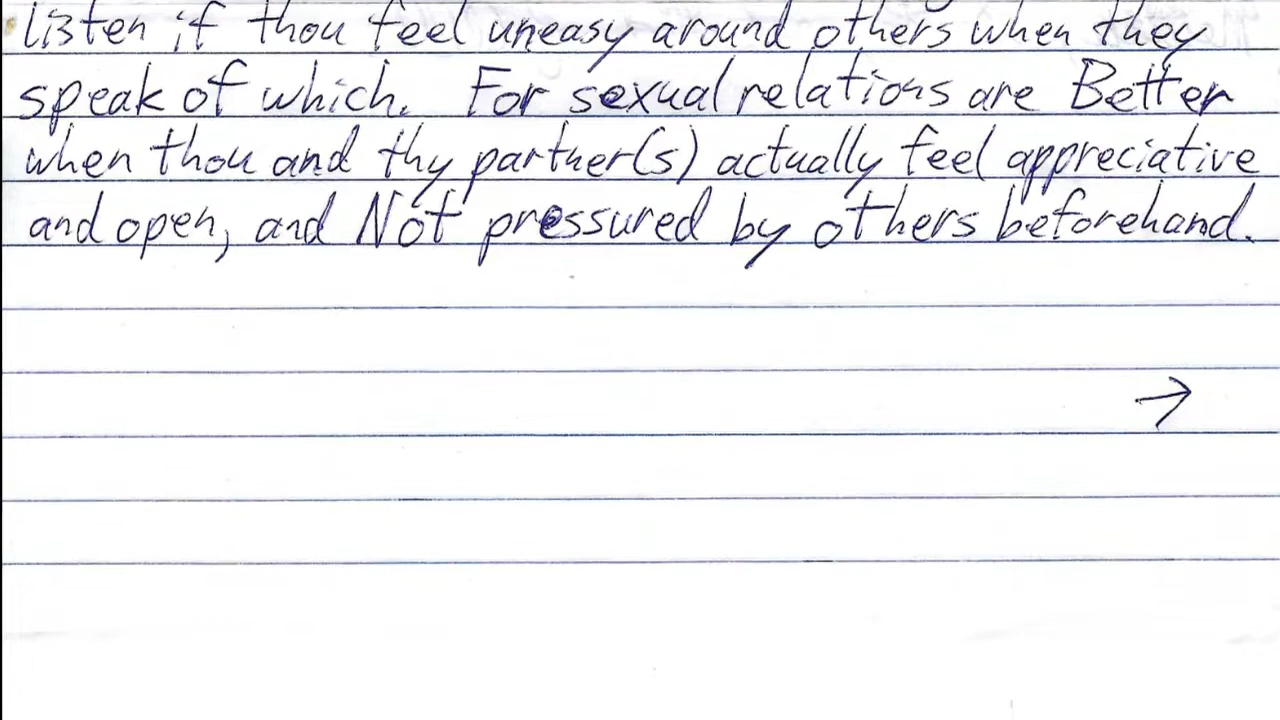 listen if thou feel uneasy around others when they
speak of which. For sexual relations are Better
when thou and thy partner(s) actually feel appreciative
and open, and Not pressured by others beforehand.
→